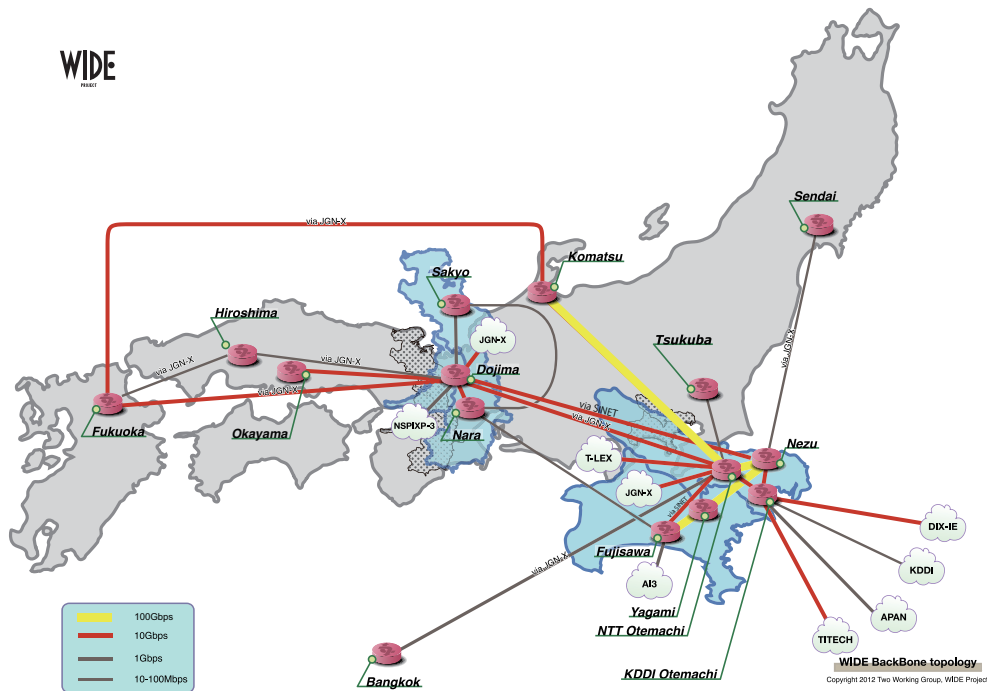 WIDE
PROJECT
Sendai
via JGN-X
Komatsu
Sakyo
Hiroshima
JGN-X
via JGN-X
via JGN-X
Tsukuba
via JGN-X
Dojima
via JGN-X
via SINET
via JGN-X
NSPIXP-3
Fukuoka
Okayama
Nara
Nezu
T-LEX
JGN-X
via SINET
DIX-IE
Fujisawa
via JGN-X
KDDI
AI3
Yagami
APAN
NTT Otemachi
TITECH
KDDI Otemachi
Bangkok
100Gbps
10Gbps
1Gbps
10-100Mbps
WIDE BackBone topology
Copyright 2012 Two Working Group, WIDE Project